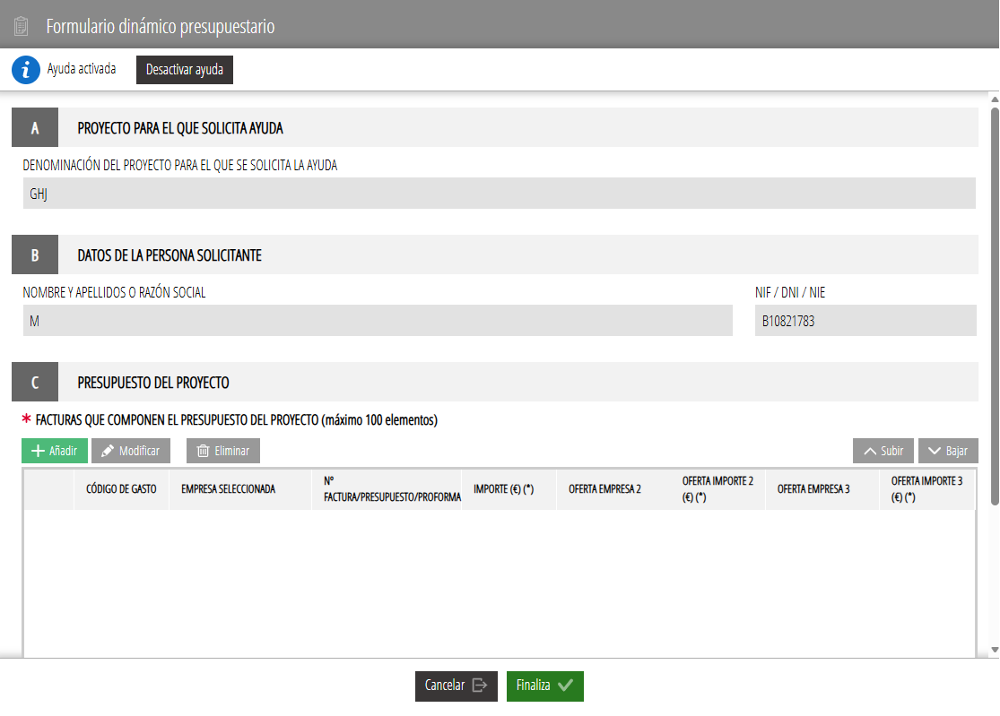 Formulario dinámico presupuestario
Ayuda activada
Desactivar ayuda
A PROYECTO PARA EL QUE SOLICITA AYUDA
DENOMINACIÓN DEL PROYECTO PARA EL QUE SE SOLICITA LA AYUDA
GHJ
B DATOS DE LA PERSONA SOLICITANTE
NOMBRE Y APELLIDOS O RAZÓN SOCIAL NIF / DNI / NIE
M B10821783
C PRESUPUESTO DEL PROYECTO
* FACTURAS QUE COMPONEN EL PRESUPUESTO DEL PROYECTO (máximo 100 elementos)
Añadir Modificar Eliminar Subir Bajar
CÓDIGO DE GASTO
EMPRESA SELECCIONADA
Nº
FACTURA/PRESUPUESTO/PROFORMA
IMPORTE (€) (*)
OFERTA EMPRESA 2
OFERTA IMPORTE 2
(€) (*)
OFERTA EMPRESA 3
OFERTA IMPORTE 3
(€) (*)
Cancelar Finaliza